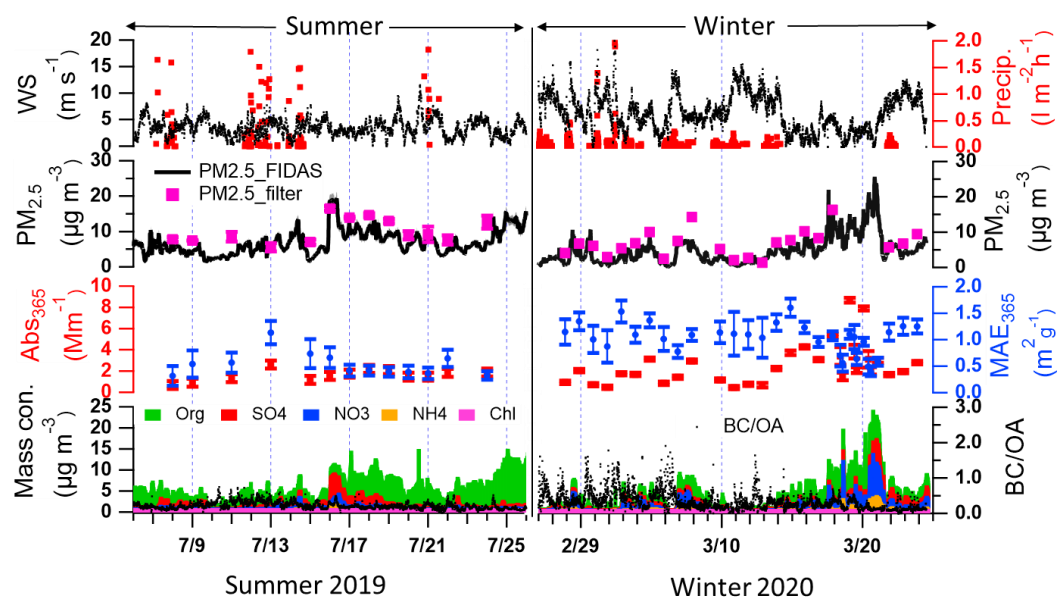 Summer
Winter
WS
(m s⁻¹)
20
15
10
5
0
2.0
1.5
1.0
0.5
0.0
Precip.
(l m⁻²h⁻¹)
PM₂.₅
(µg m⁻³)
30
20
10
0
PM2.5_FIDAS
PM2.5_filter
30
20
10
0
PM₂.₅
(µg m⁻³)
Abs₃₆₅
(Mm⁻¹)
10
8
6
4
2
0
2.0
1.5
1.0
0.5
0.0
MAE₃₆₅
(m² g⁻¹)
Mass con.
(µg m⁻³)
25
20
15
10
5
0
Org SO4 NO3 NH4 Chl
BC/OA
3.0
2.0
1.0
0.0
BC/OA
7/9 7/13 7/17 7/21 7/25
2/29 3/10 3/20
Summer 2019
Winter 2020